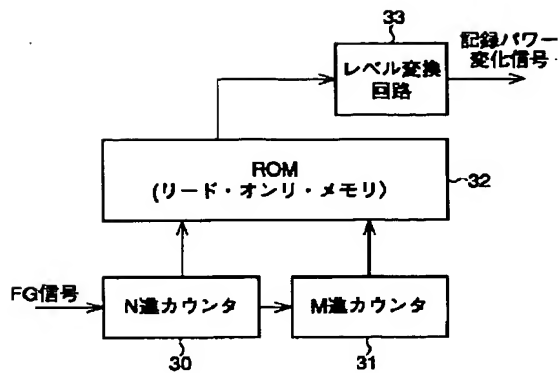 33
レベル変換
回路
記録パワー
変化信号
ROM
(リード・オンリ・メモリ)
32
FG信号
N進カウンタ
M進カウンタ
30
31